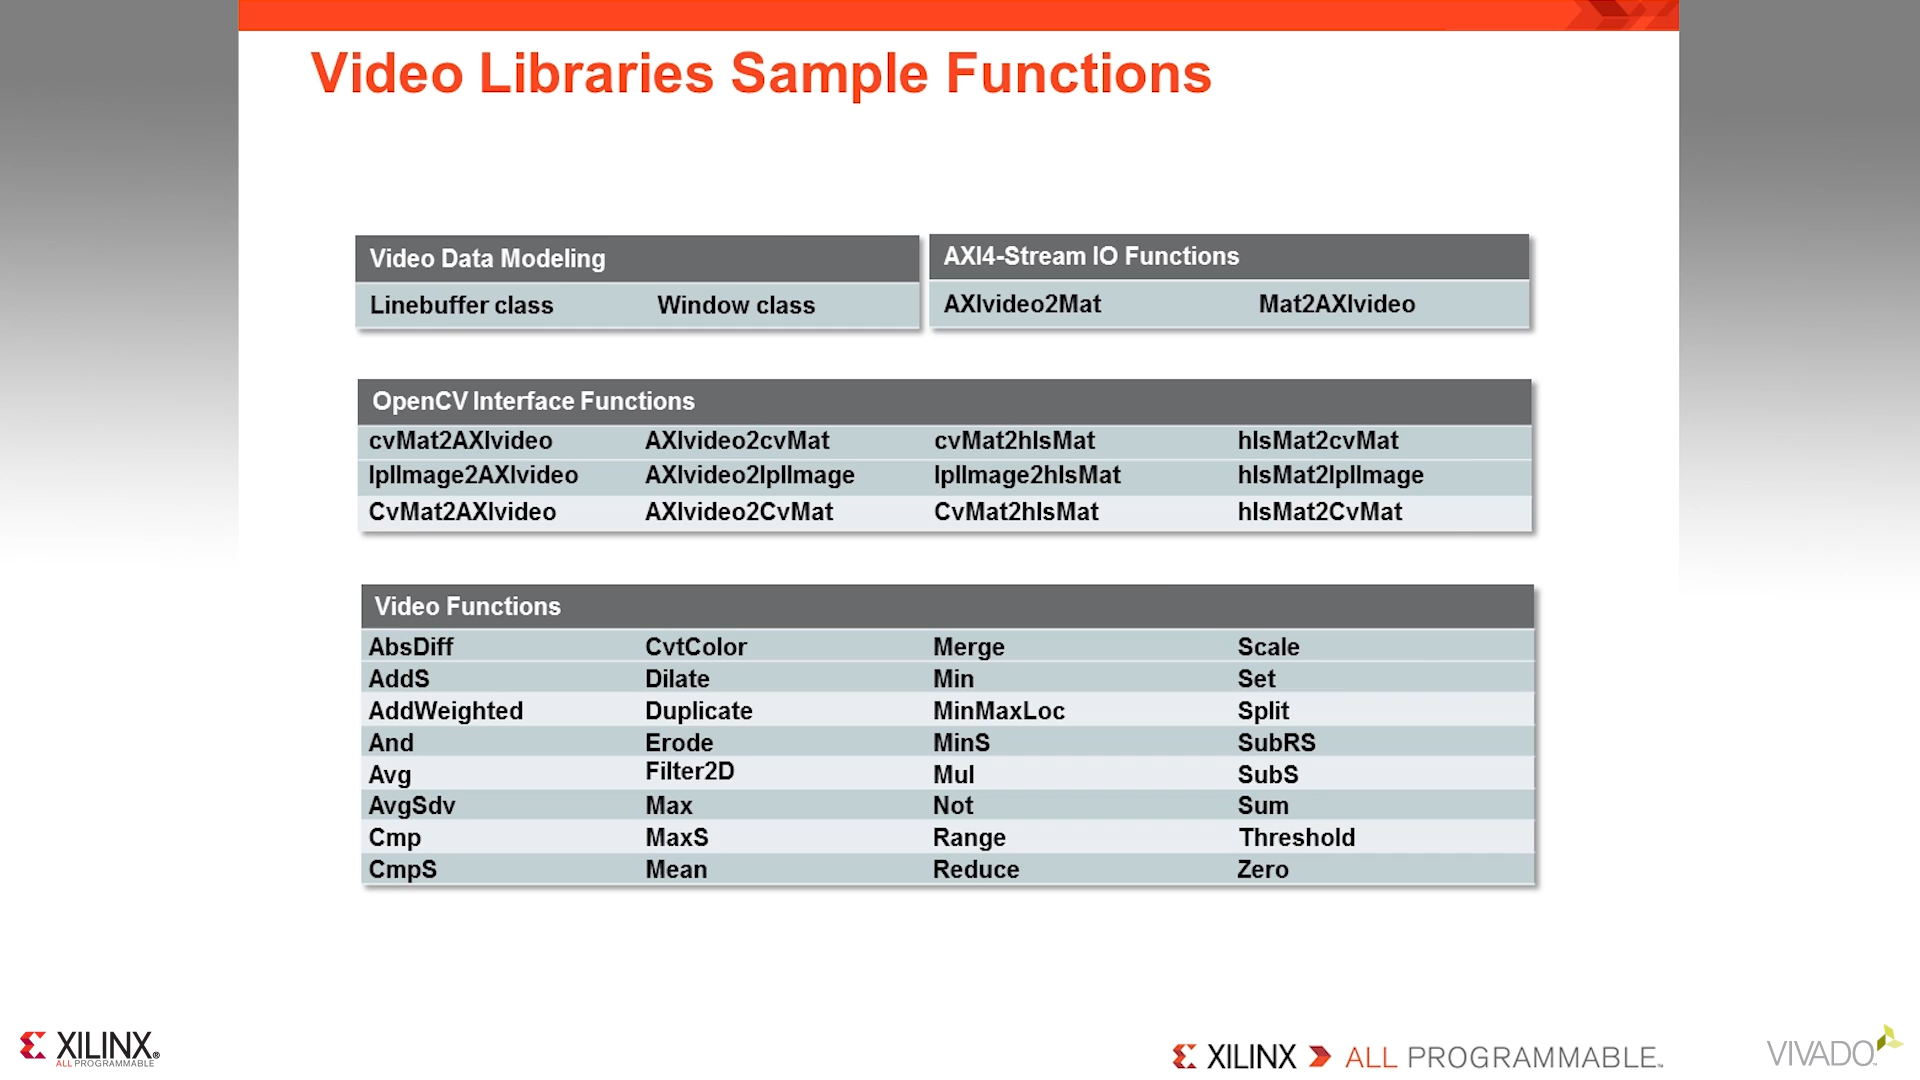 Video Libraries Sample Functions
Video Data Modeling
Linebuffer class Window class
AXI4-Stream IO Functions
AXIvideo2Mat Mat2AXIvideo
OpenCV Interface Functions
cvMat2AXIvideo AXIvideo2cvMat cvMat2hlsMat hlsMat2cvMat
IplImage2AXIvideo AXIvideo2IplImage IplImage2hlsMat hlsMat2IplImage
CvMat2AXIvideo AXIvideo2CvMat CvMat2hlsMat hlsMat2CvMat
Video Functions
AbsDiff CvtColor Merge Scale
AddS Dilate Min Set
AddWeighted Duplicate MinMaxLoc Split
And Erode MinS SubRS
Avg Filter2D Mul SubS
AvgSdv Max Not Sum
Cmp MaxS Range Threshold
CmpS Mean Reduce Zero
XILINX®
ALL PROGRAMMABLE
XILINX ALL PROGRAMMABLE™
VIVADO™